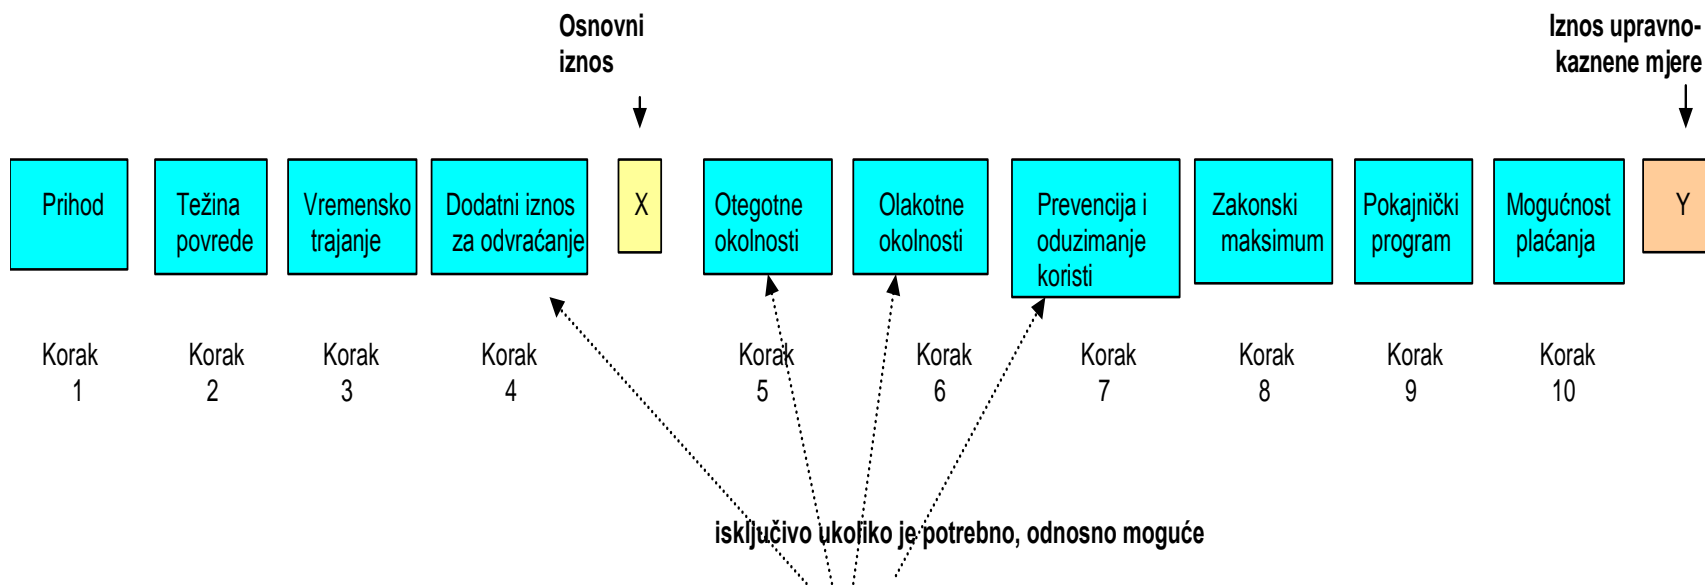 Osnovni
iznos
Iznos upravno-
kaznene mjere
Prihod
Težina
povrede
Vremensko
trajanje
Dodatni iznos
za odvraćanje
X
Otegotne
okolnosti
Olakotne
okolnosti
Prevencija i
oduzimanje
koristi
Zakonski
maksimum
Pokajnički
program
Mogućnost
plaćanja
Y
Korak
1
Korak
2
Korak
3
Korak
4
Korak
5
Korak
6
Korak
7
Korak
8
Korak
9
Korak
10
isključivo ukoliko je potrebno, odnosno moguće